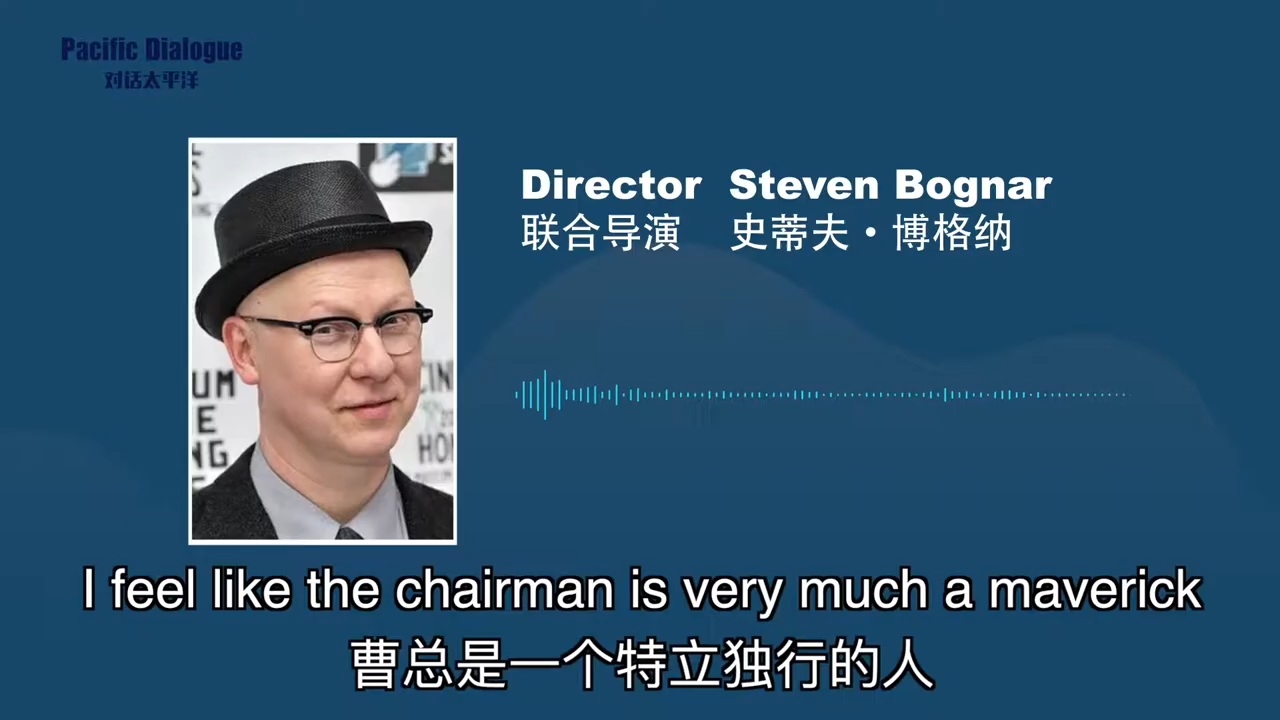 Pacific Dialogue
对话太平洋
Director Steven Bognar
联合导演 史蒂夫·博格纳
I feel like the chairman is very much a maverick
曹总是一个特立独行的人